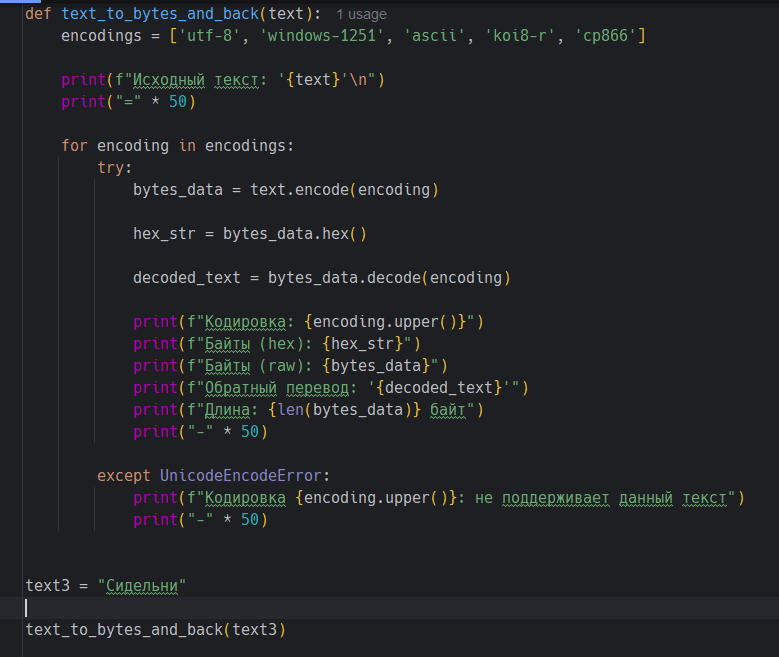 def text_to_bytes_and_back(text):  1 usage
    encodings = ['utf-8', 'windows-1251', 'ascii', 'koi8-r', 'cp866']
    print(f"Исходный текст: '{text}'\n")
    print("=" * 50)
    for encoding in encodings:
        try:
            bytes_data = text.encode(encoding)
            hex_str = bytes_data.hex()
            decoded_text = bytes_data.decode(encoding)
            print(f"Кодировка: {encoding.upper()}")
            print(f"Байты (hex): {hex_str}")
            print(f"Байты (raw): {bytes_data}")
            print(f"Обратный перевод: '{decoded_text}'")
            print(f"Длина: {len(bytes_data)} байт")
            print("-" * 50)
        except UnicodeEncodeError:
            print(f"Кодировка {encoding.upper()}: не поддерживает данный текст")
            print("-" * 50)
text3 = "Сидельни"
text_to_bytes_and_back(text3)